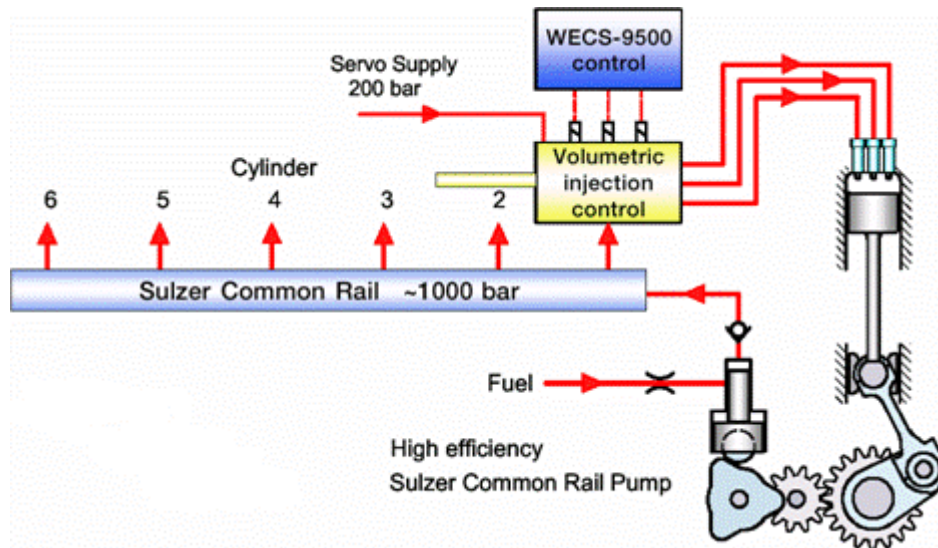 WECS-9500
control
Servo Supply
200 bar
Volumetric
injection
control
Cylinder
6 5 4 3 2
Sulzer Common Rail ~1000 bar
Fuel
High efficiency
Sulzer Common Rail Pump